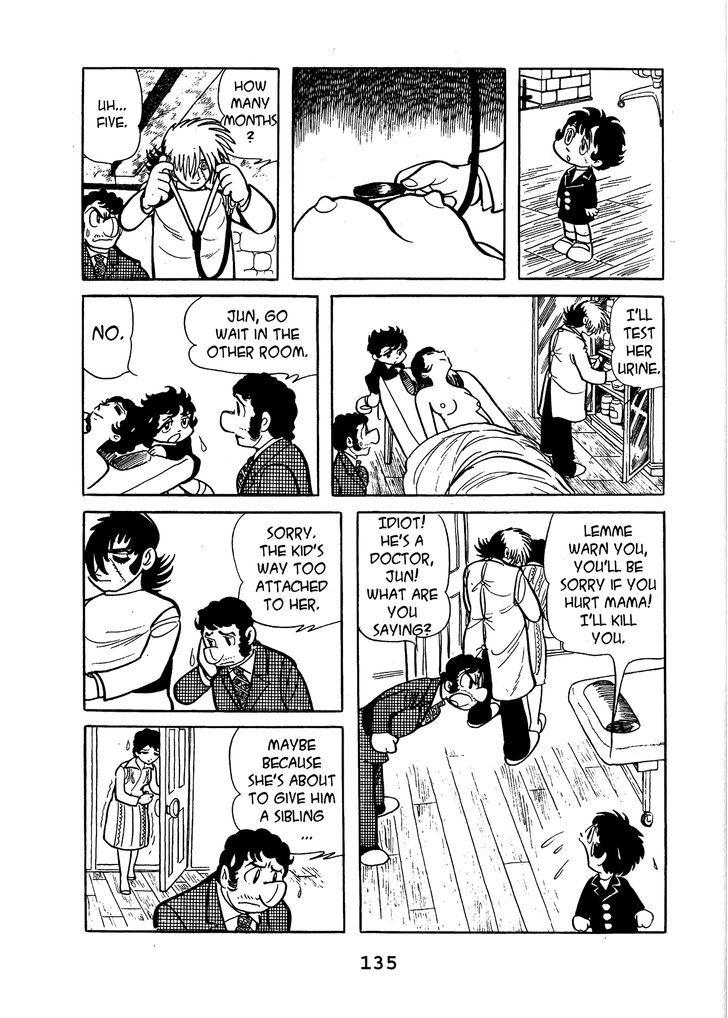 HOW
MANY
MONTHS
?
UH...
FIVE.
I'LL
TEST
HER
URINE.
JUN, GO
WAIT IN THE
OTHER ROOM.
NO.
LEMME
WARN YOU,
YOU'LL BE
SORRY IF YOU
HURT MAMA!
I'LL KILL
YOU.
IDIOT!
HE'S A
DOCTOR,
JUN!
WHAT ARE
YOU
SAYING?
SORRY.
THE KID'S
WAY TOO
ATTACHED
TO HER.
MAYBE
BECAUSE
SHE'S ABOUT
TO GIVE HIM
A SIBLING
...
135